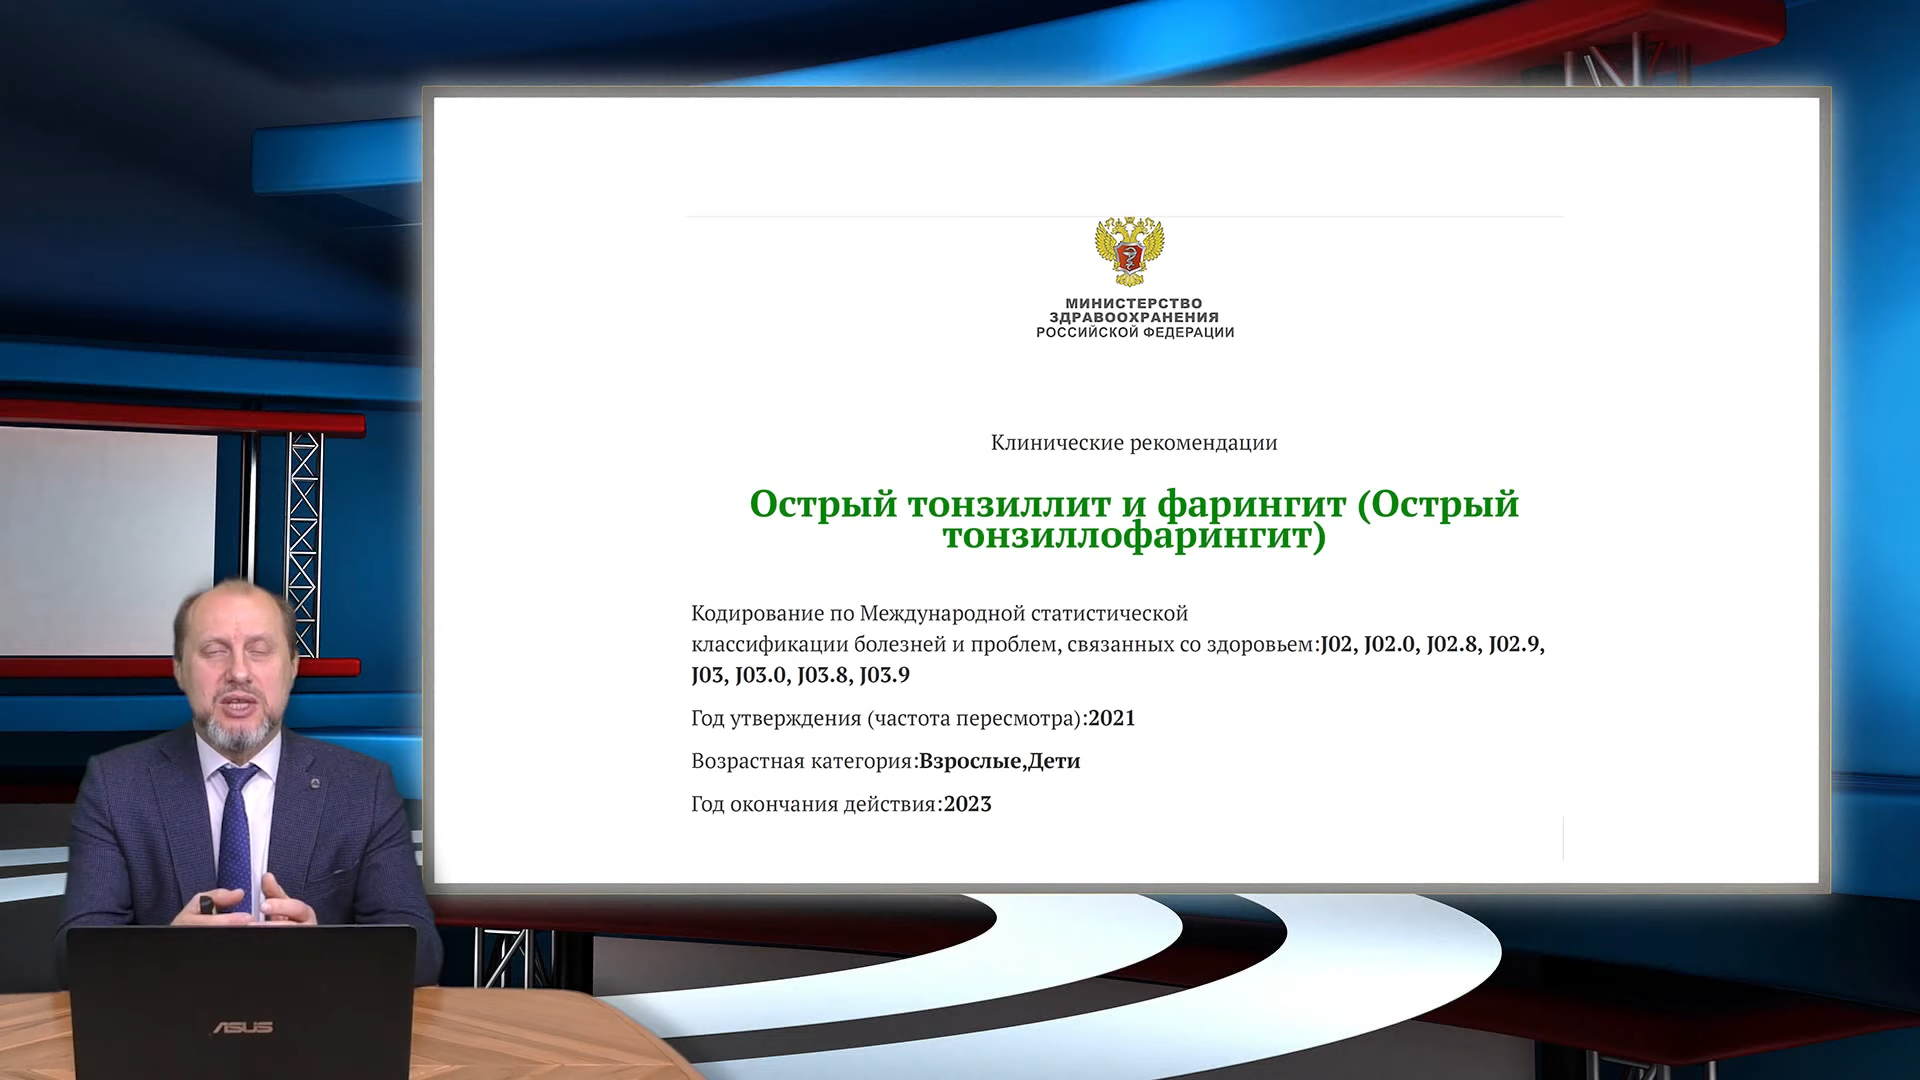 МИНИСТЕРСТВО
ЗДРАВООХРАНЕНИЯ
РОССИЙСКОЙ ФЕДЕРАЦИИ
Клинические рекомендации
Острый тонзиллит и фарингит (Острый
тонзиллофарингит)
Кодирование по Международной статистической
классификации болезней и проблем, связанных со здоровьем:J02, J02.0, J02.8, J02.9,
J03, J03.0, J03.8, J03.9
Год утверждения (частота пересмотра):2021
Возрастная категория:Взрослые,Дети
Год окончания действия:2023
ASUS